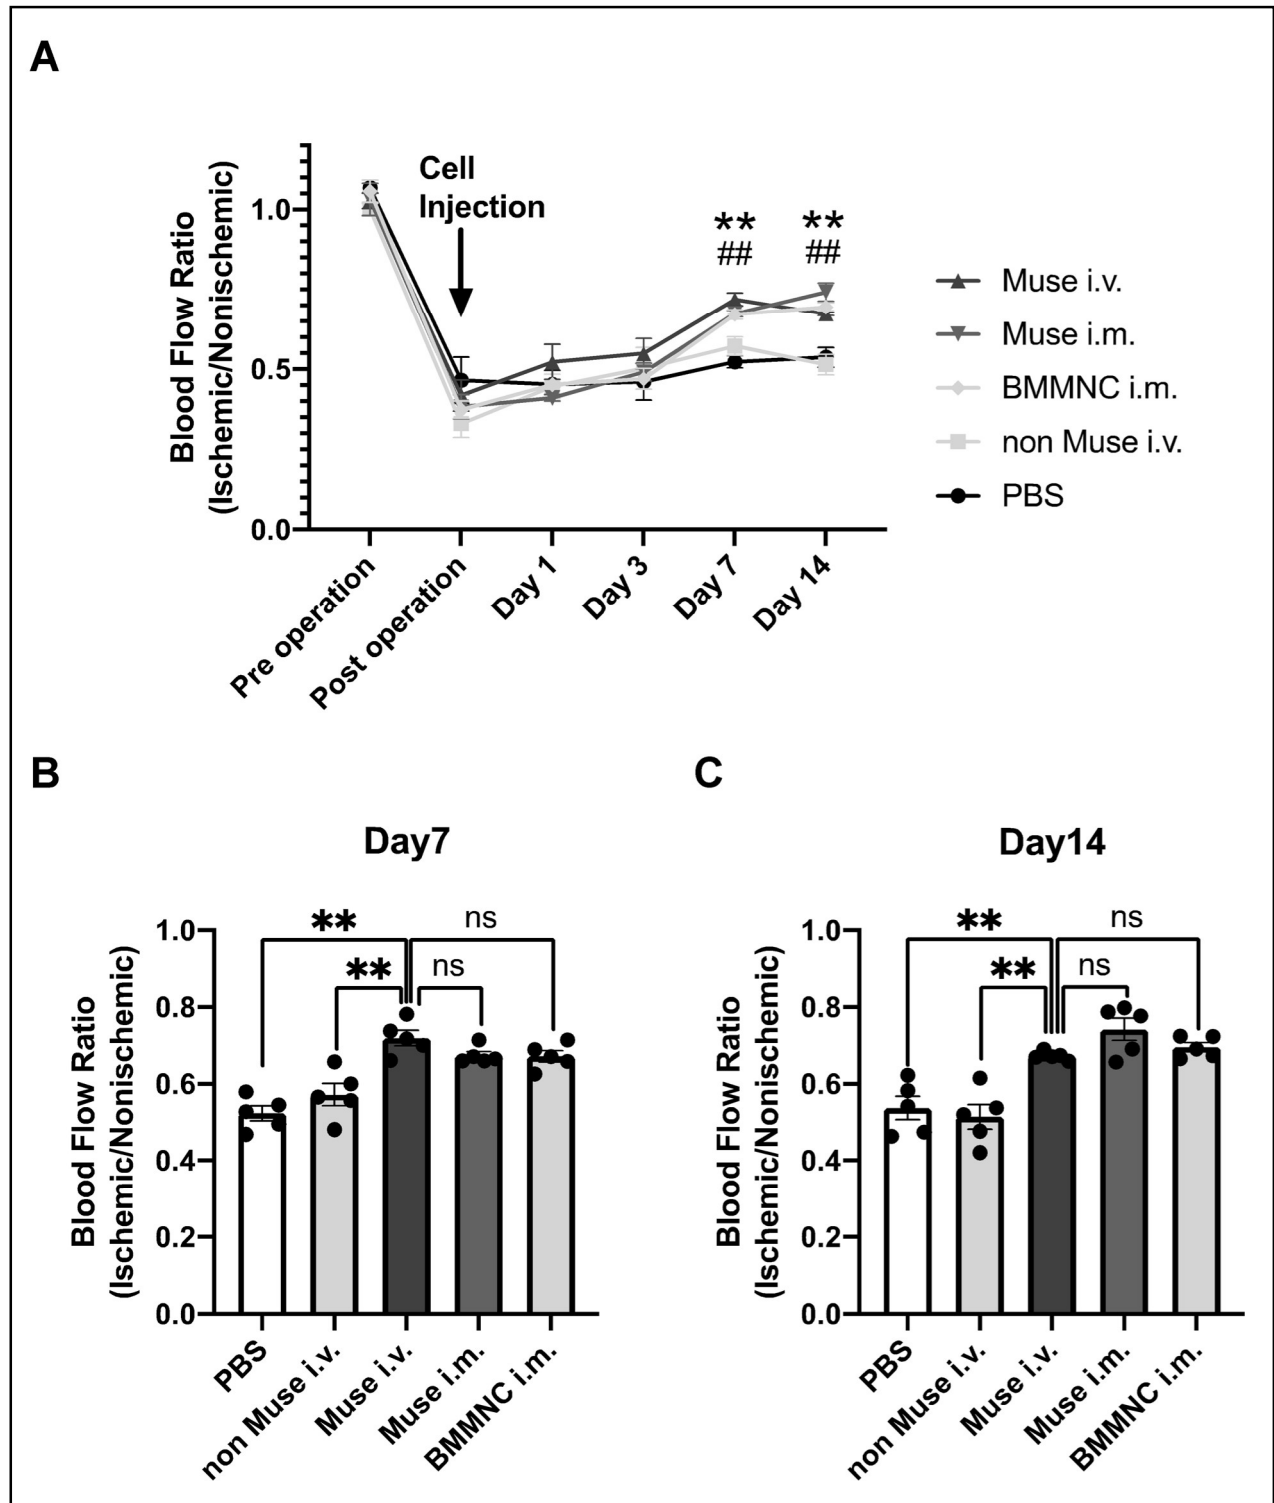 A
Cell
Injection
Blood Flow Ratio
(Ischemic/Nonischemic)
1.0
0.5
0.0
**
##
**
##
Pre operation
Post operation
Day 1
Day 3
Day 7
Day 14
Muse i.v.
Muse i.m.
BMMNC i.m.
non Muse i.v.
PBS
B
Day7
Blood Flow Ratio
(Ischemic/Nonischemic)
1.0
0.8
0.6
0.4
0.2
0.0
**
ns
**
ns
PBS
non Muse i.v.
Muse i.v.
Muse i.m.
BMMNC i.m.
C
Day14
Blood Flow Ratio
(Ischemic/Nonischemic)
1.0
0.8
0.6
0.4
0.2
0.0
**
ns
**
ns
PBS
non Muse i.v.
Muse i.v.
Muse i.m.
BMMNC i.m.